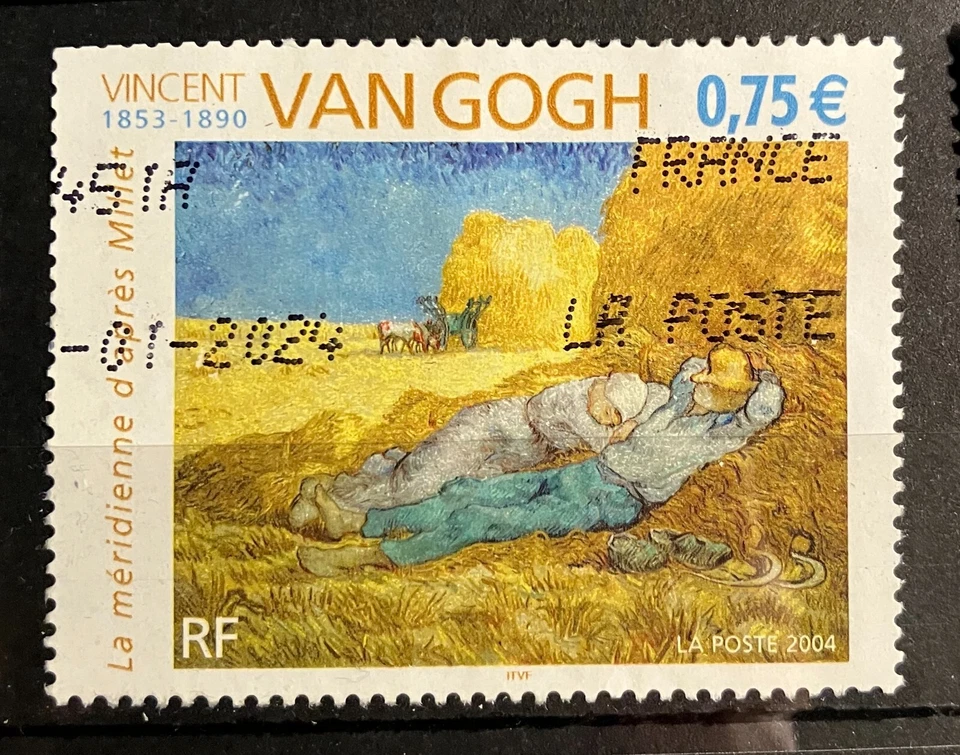 VINCENT VAN GOGH 0,75 €
1853-1890
La méridienne d'après Millet
FRANCE
LA POSTE
-01-2024
RF
LA POSTE 2004
ITVF